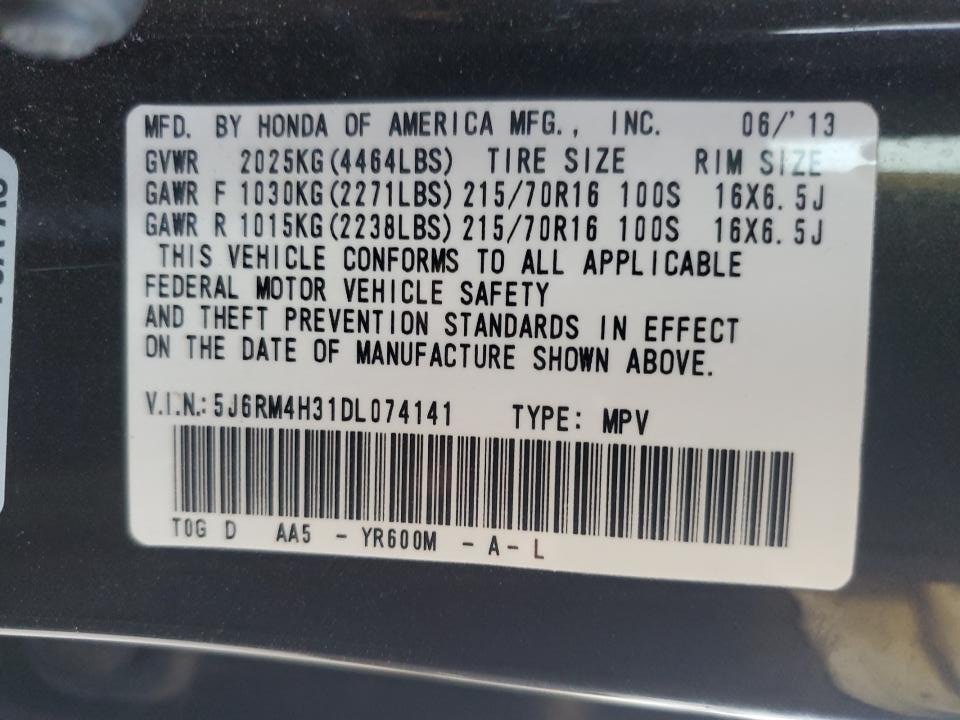 MFD. BY HONDA OF AMERICA MFG., INC. 06/'13
GVWR 2025KG(4464LBS) TIRE SIZE RIM SIZE
GAWR F 1030KG(2271LBS) 215/70R16 100S 16X6.5J
GAWR R 1015KG(2238LBS) 215/70R16 100S 16X6.5J
THIS VEHICLE CONFORMS TO ALL APPLICABLE
FEDERAL MOTOR VEHICLE SAFETY
AND THEFT PREVENTION STANDARDS IN EFFECT
ON THE DATE OF MANUFACTURE SHOWN ABOVE.
V.I.N.: 5J6RM4H31DL074141 TYPE: MPV
T0G D AA5 - YR600M - A - L